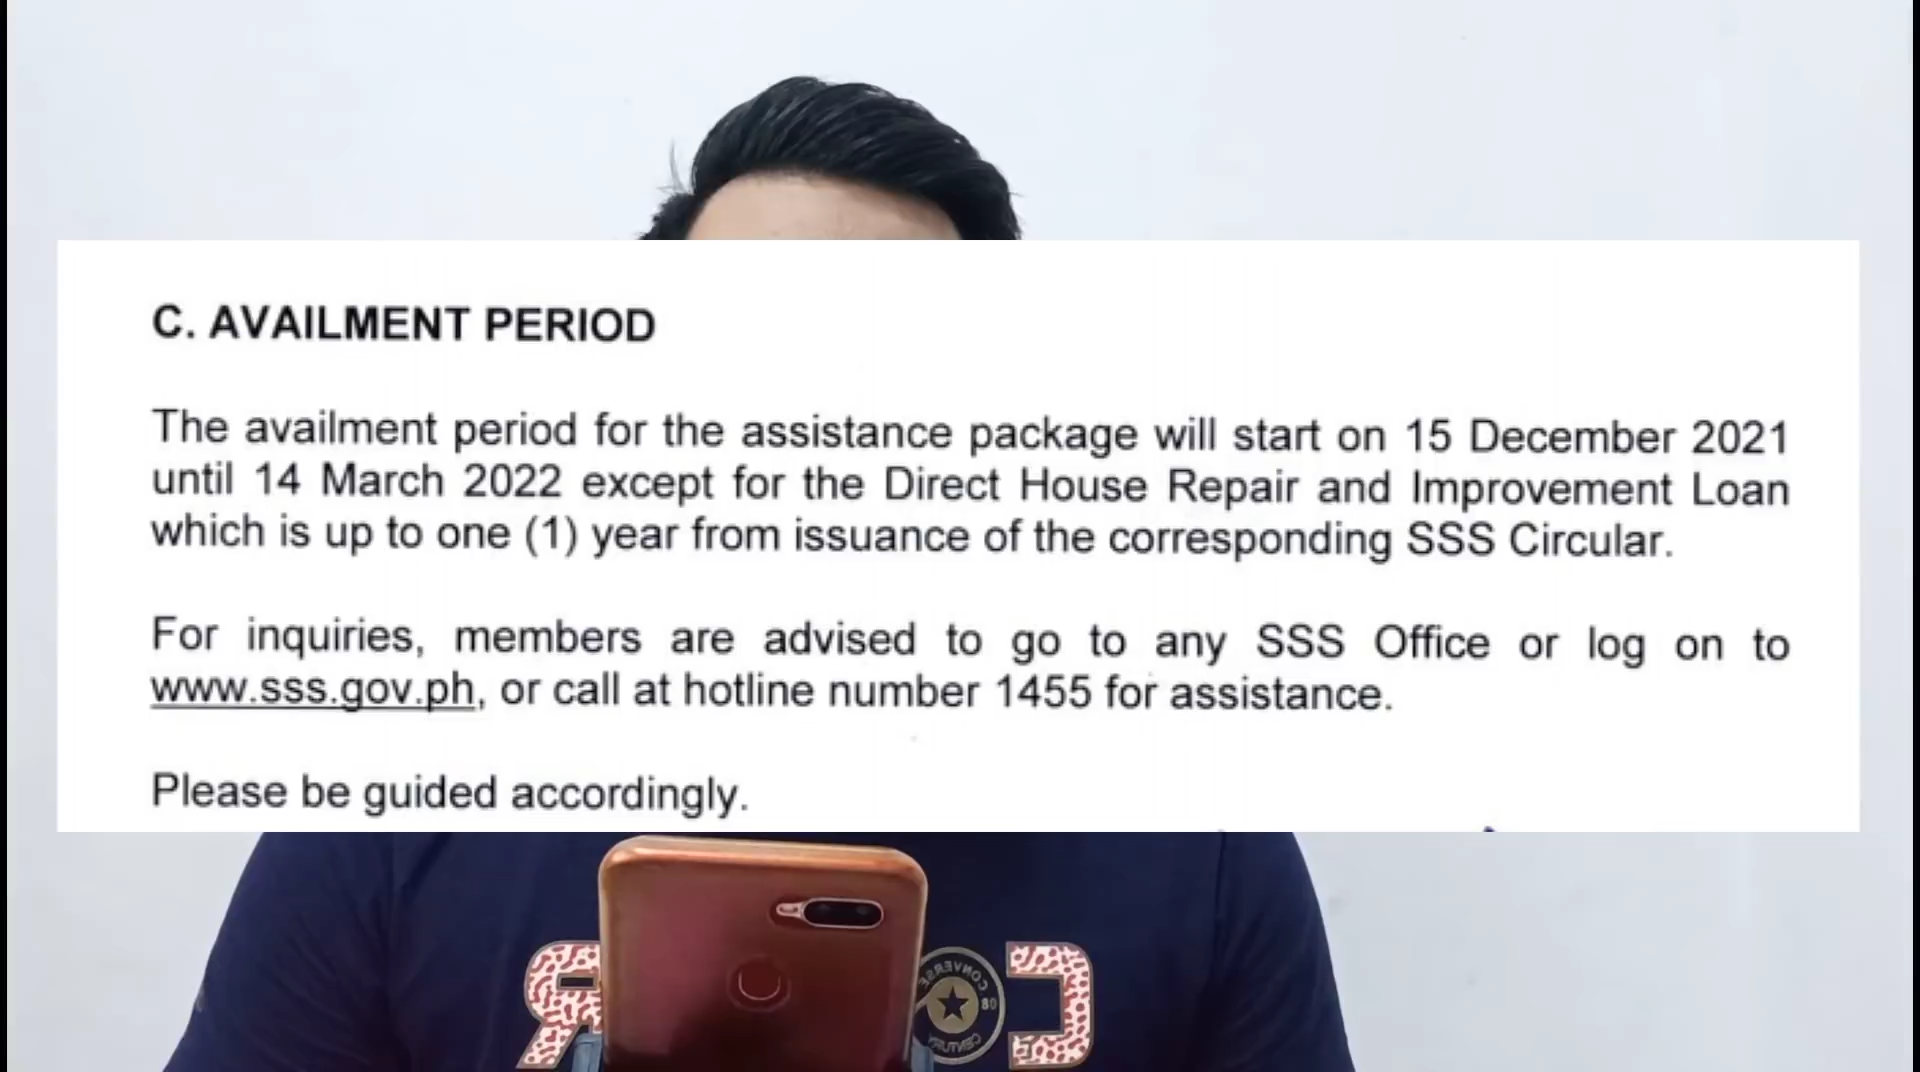 C. AVAILMENT PERIOD
The availment period for the assistance package will start on 15 December 2021
until 14 March 2022 except for the Direct House Repair and Improvement Loan
which is up to one (1) year from issuance of the corresponding SSS Circular.
For inquiries, members are advised to go to any SSS Office or log on to
www.sss.gov.ph, or call at hotline number 1455 for assistance.
Please be guided accordingly.
R
CONVERSE
80
CENTURY
C